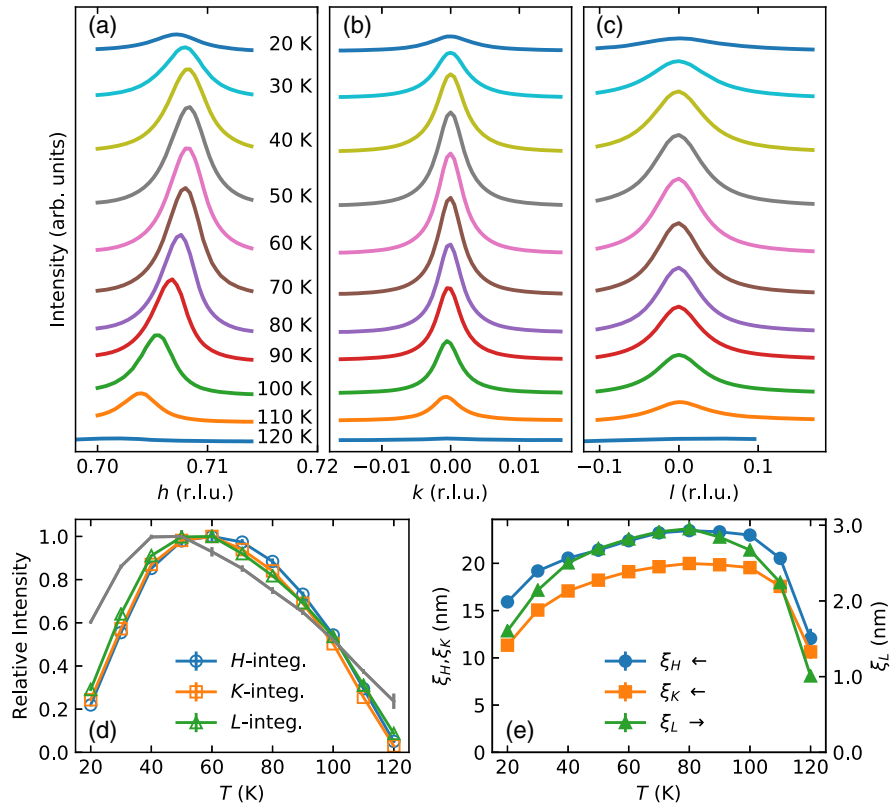 (a)
(b)
(c)
20 K
30 K
40 K
50 K
60 K
70 K
80 K
90 K
100 K
110 K
120 K
Intensity (arb. units)
0.70 0.71 0.72
h (r.l.u.)
−0.01 0.00 0.01
k (r.l.u.)
−0.1 0.0 0.1
l (r.l.u.)
Relative Intensity
1.0
0.8
0.6
0.4
0.2
0.0
H-integ.
K-integ.
L-integ.
(d)
20 40 60 80 100 120
T (K)
ξH,ξK (nm)
20
15
10
5
0
ξH ←
ξK ←
ξL →
(e)
3.0
2.0
1.0
0.0
ξL (nm)
20 40 60 80 100 120
T (K)